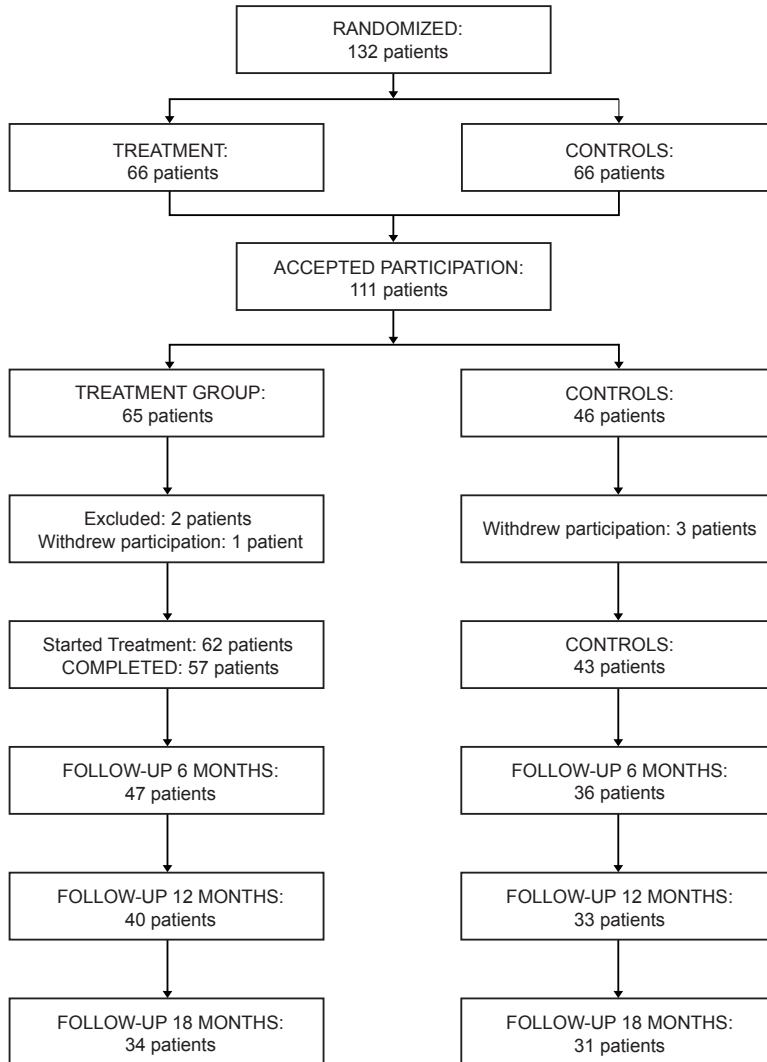 RANDOMIZED:
132 patients
TREATMENT:
66 patients
CONTROLS:
66 patients
ACCEPTED PARTICIPATION:
111 patients
TREATMENT GROUP:
65 patients
CONTROLS:
46 patients
Excluded: 2 patients
Withdrew participation: 1 patient
Withdrew participation: 3 patients
Started Treatment: 62 patients
COMPLETED: 57 patients
CONTROLS:
43 patients
FOLLOW-UP 6 MONTHS:
47 patients
FOLLOW-UP 6 MONTHS:
36 patients
FOLLOW-UP 12 MONTHS:
40 patients
FOLLOW-UP 12 MONTHS:
33 patients
FOLLOW-UP 18 MONTHS:
34 patients
FOLLOW-UP 18 MONTHS:
31 patients